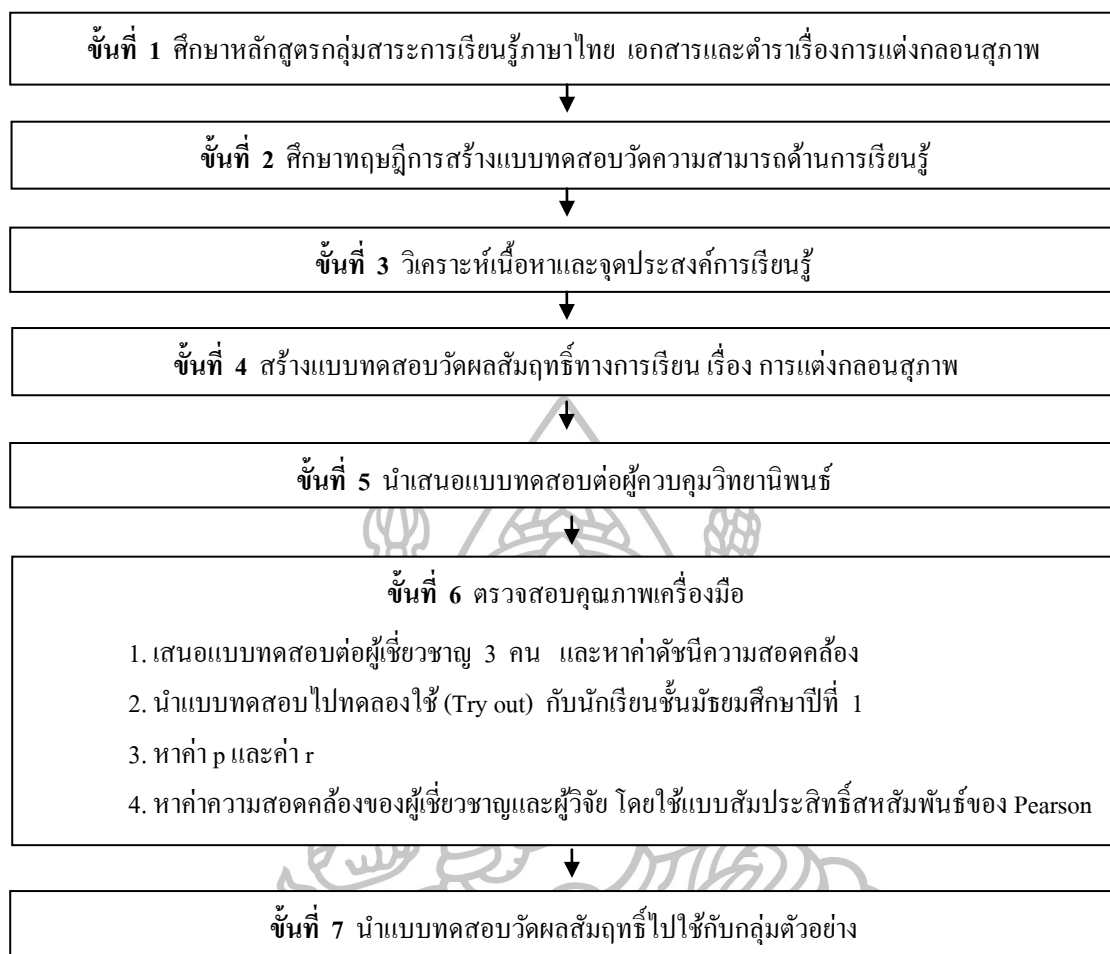 ขั้นที่ 1 ศึกษาหลักสูตรกลุ่มสาระการเรียนรู้ภาษาไทย เอกสารและตำราเรื่องการแต่งกลอนสุภาพ
ขั้นที่ 2 ศึกษาทฤษฎีการสร้างแบบทดสอบวัดความสามารถด้านการเรียนรู้
ขั้นที่ 3 วิเคราะห์เนื้อหาและจุดประสงค์การเรียนรู้
ขั้นที่ 4 สร้างแบบทดสอบวัดผลสัมฤทธิ์ทางการเรียน เรื่อง การแต่งกลอนสุภาพ
ขั้นที่ 5 นำเสนอแบบทดสอบต่อผู้ควบคุมวิทยานิพนธ์
ขั้นที่ 6 ตรวจสอบคุณภาพเครื่องมือ
1. เสนอแบบทดสอบต่อผู้เชี่ยวชาญ 3 คน และหาค่าดัชนีความสอดคล้อง
2. นำแบบทดสอบไปทดลองใช้ (Try out) กับนักเรียนชั้นมัธยมศึกษาปีที่ 1
3. หาค่า p และค่า r
4. หาค่าความสอดคล้องของผู้เชี่ยวชาญและผู้วิจัย โดยใช้แบบสัมประสิทธิ์สหสัมพันธ์ของ Pearson
ขั้นที่ 7 นำแบบทดสอบวัดผลสัมฤทธิ์ไปใช้กับกลุ่มตัวอย่าง